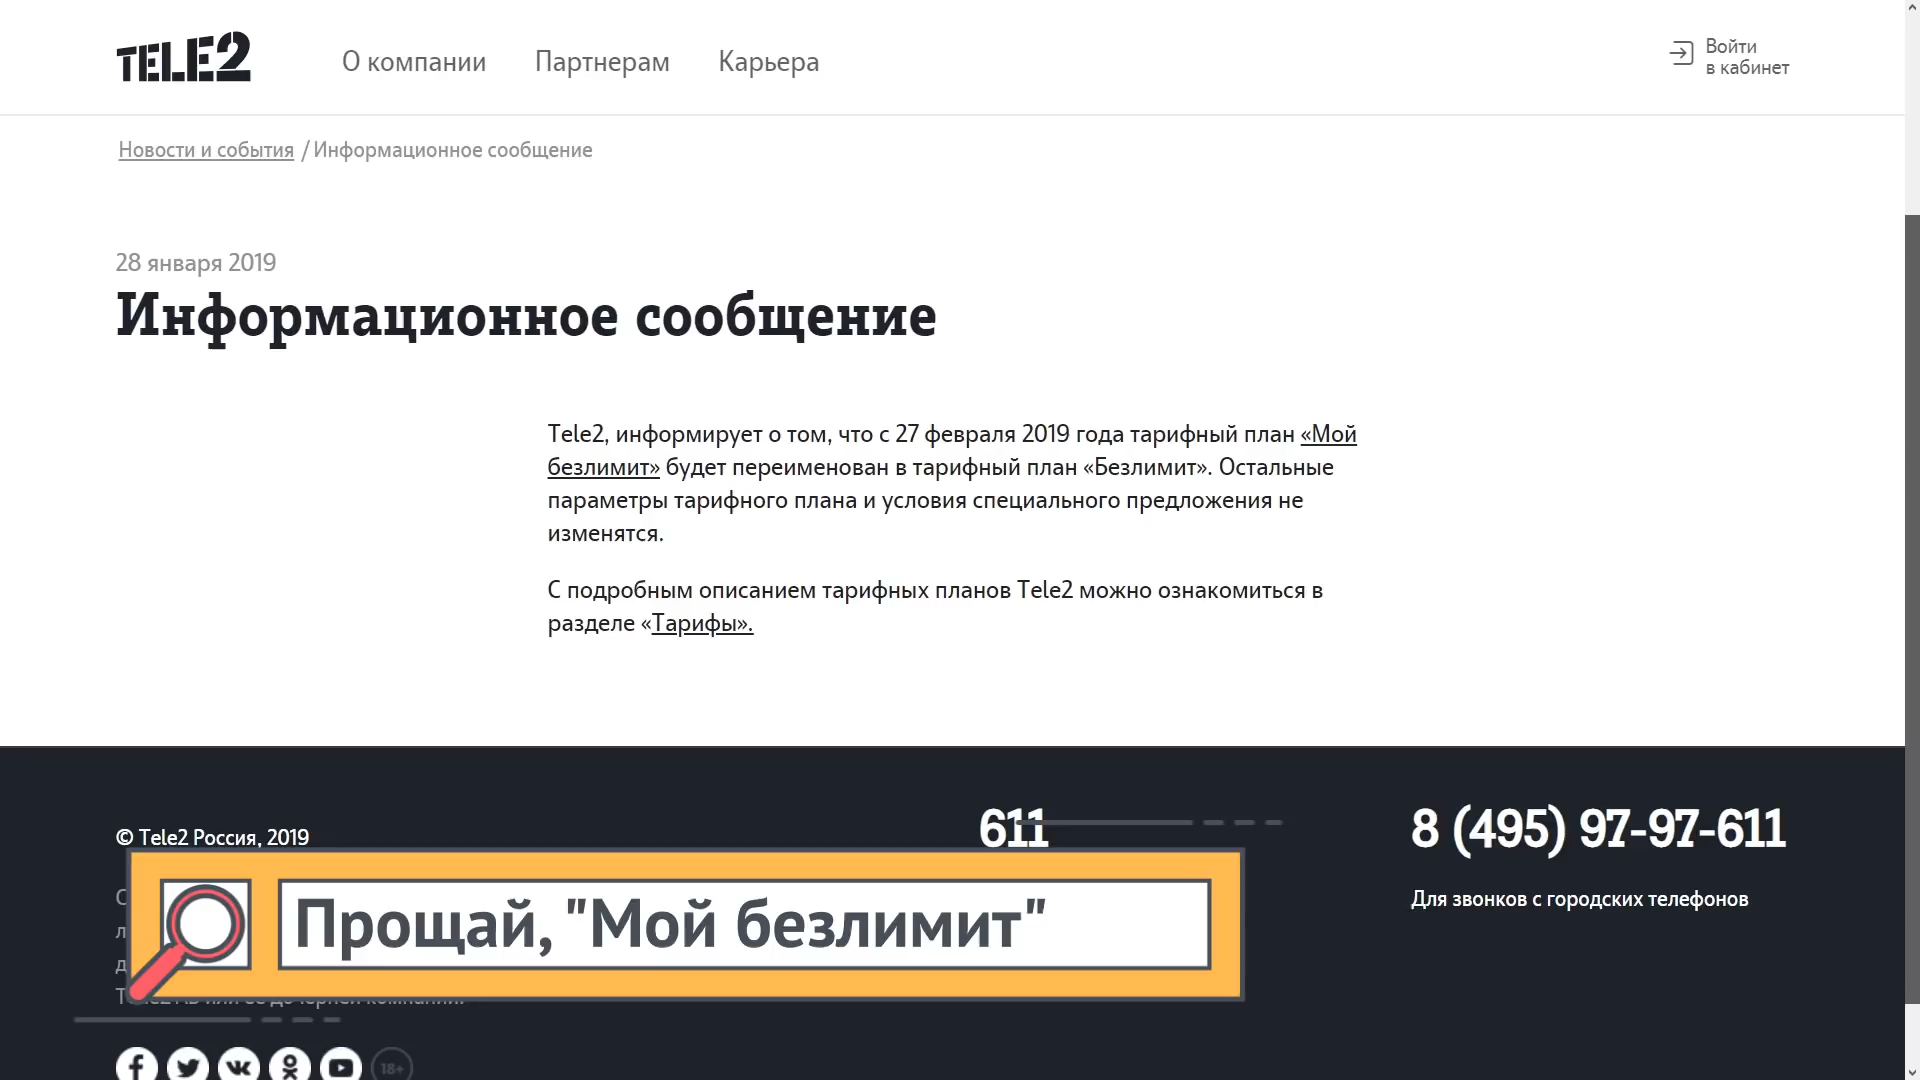 TELE2
О компании
Партнерам
Карьера
Войти
в кабинет
Новости и события / Информационное сообщение
28 января 2019
Информационное сообщение
Tele2, информирует о том, что с 27 февраля 2019 года тарифный план «Мой
безлимит» будет переименован в тарифный план «Безлимит». Остальные
параметры тарифного плана и условия специального предложения не
изменятся.
С подробным описанием тарифных планов Tele2 можно ознакомиться в
разделе «Тарифы».
© Tele2 Россия, 2019
611
8 (495) 97-97-611
Для звонков с городских телефонов
Прощай, "Мой безлимит"
18+